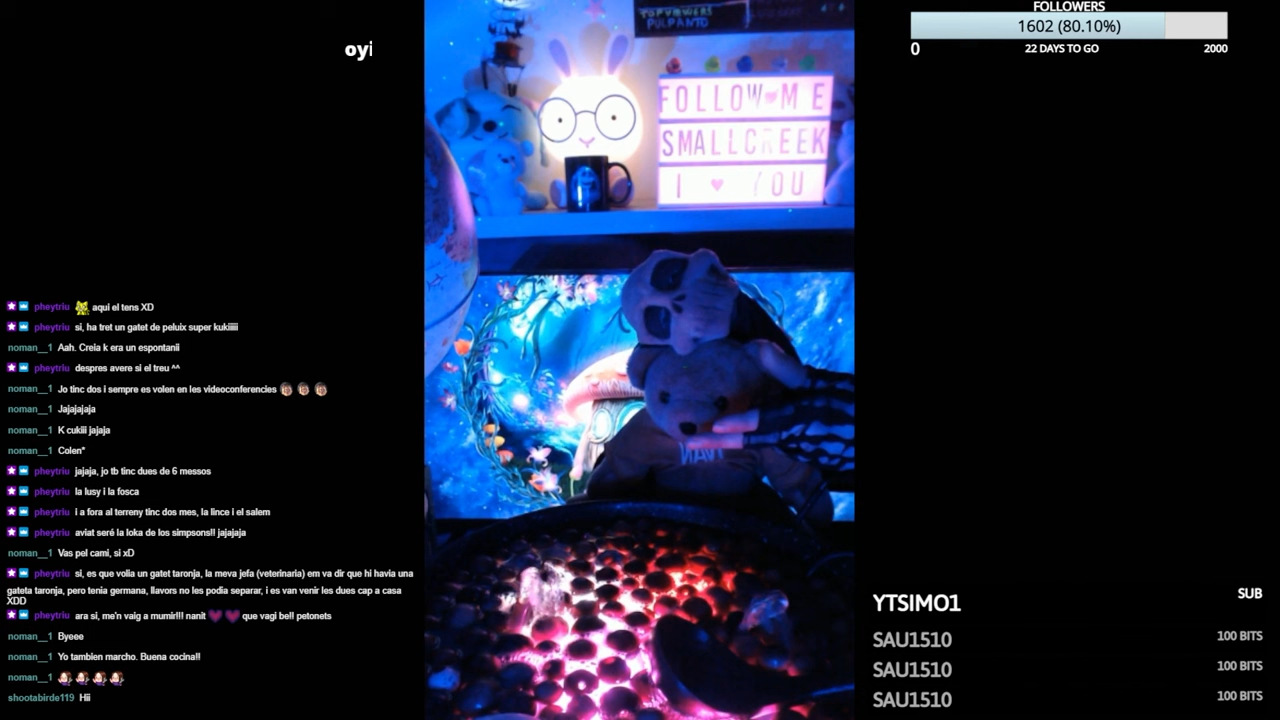 FOLLOWERS
1602 (80.10%)
0
22 DAYS TO GO
2000
oyi
TOPVIEWERS
PULPANTO
FOLLOW ME
SMALLCREEK
I ♥ YOU
pheytriu aqui el tens XD
pheytriu si, ha tret un gatet de peluix super kukiiiii
noman__1 Aah. Creia k era un espontanii
pheytriu despres avere si el treu ^^
noman__1 Jo tinc dos i sempre es volen en les videoconferencies
noman__1 Jajajajaja
noman__1 K cukiii jajaja
noman__1 Colen*
pheytriu jajaja, jo tb tinc dues de 6 messos
pheytriu la lusy i la fosca
pheytriu i a fora al terreny tinc dos mes, la lince i el salem
pheytriu aviat seré la loka de los simpsons!! jajajaja
noman__1 Vas pel cami, si xD
pheytriu si, es que volia un gatet taronja, la meva jefa (veterinaria) em va dir que hi havia una
gateta taronja, pero tenia germana, llavors no les podia separar, i es van venir les dues cap a casa
XDD
pheytriu ara si, me'n vaig a mumir!!! nanit 💜 💜 que vagi be!! petonets
noman__1 Byeee
noman__1 Yo tambien marcho. Buena cocina!!
noman__1
shootabirde119 Hii
YTSIMO1 SUB
SAU1510 100 BITS
SAU1510 100 BITS
SAU1510 100 BITS